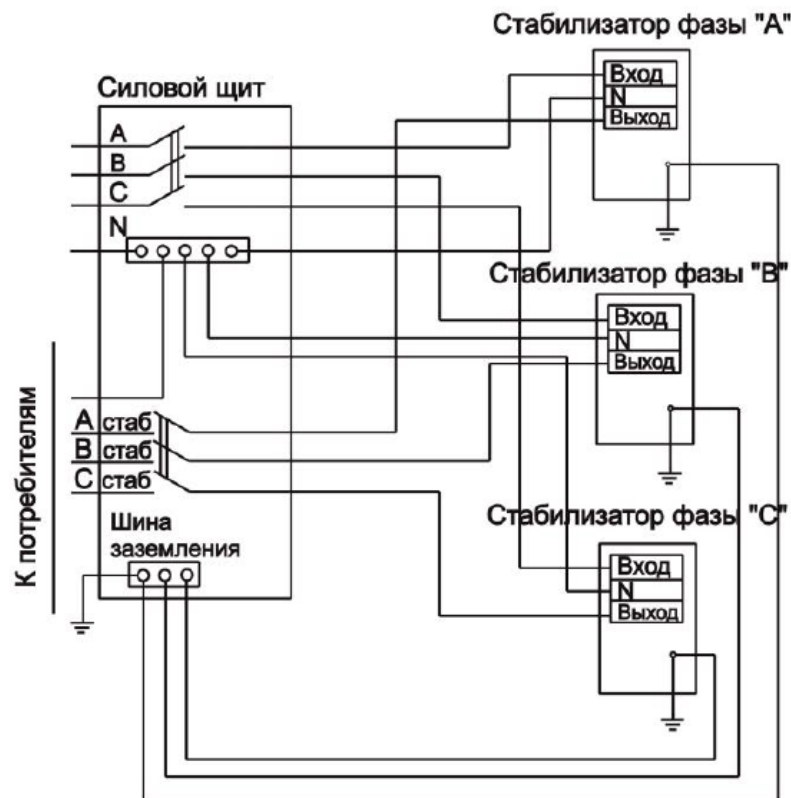 Стабилизатор фазы "А"
Вход
N
Выход
Силовой щит
A
B
C
N
Стабилизатор фазы "В"
Вход
N
Выход
К потребителям
А стаб
В стаб
С стаб
Шина
заземления
Стабилизатор фазы "С"
Вход
N
Выход